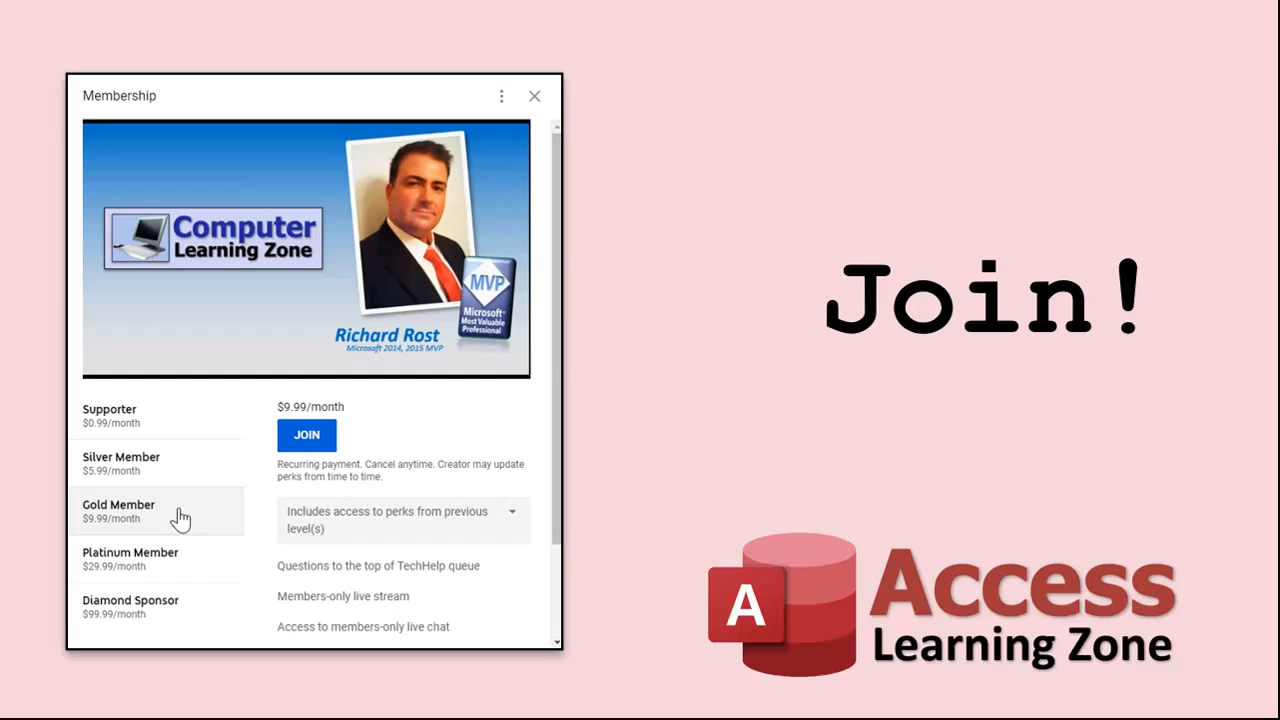 Membership
Computer
Learning Zone
MVP
Microsoft®
Most Valuable
Professional
Richard Rost
Microsoft 2014, 2015 MVP
Supporter
$0.99/month
Silver Member
$5.99/month
Gold Member
$9.99/month
Platinum Member
$29.99/month
Diamond Sponsor
$99.99/month
$9.99/month
JOIN
Recurring payment. Cancel anytime. Creator may update
perks from time to time.
Includes access to perks from previous
level(s)
Questions to the top of TechHelp queue
Members-only live stream
Access to members-only live chat
Join!
A
Access
Learning Zone